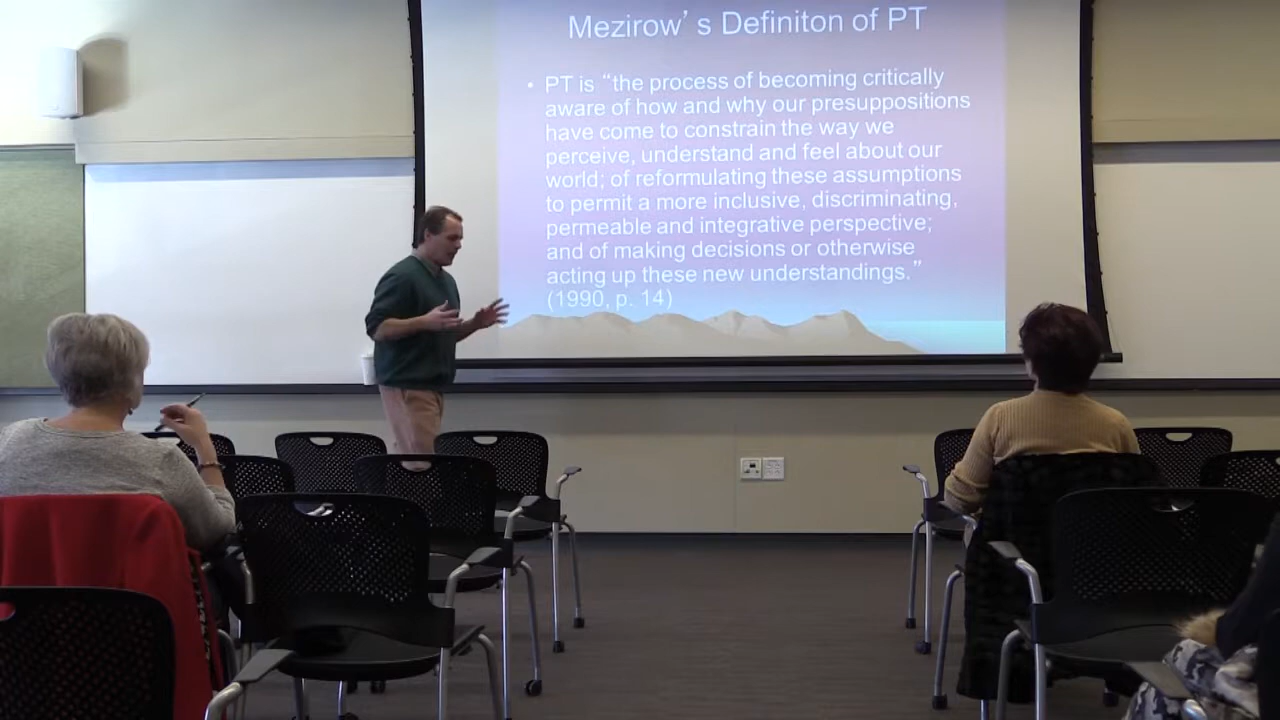 Mezirow’s Definiton of PT
• PT is “the process of becoming critically
aware of how and why our presuppositions
have come to constrain the way we
perceive, understand and feel about our
world; of reformulating these assumptions
to permit a more inclusive, discriminating,
permeable and integrative perspective;
and of making decisions or otherwise
acting up these new understandings.”
(1990, p. 14)